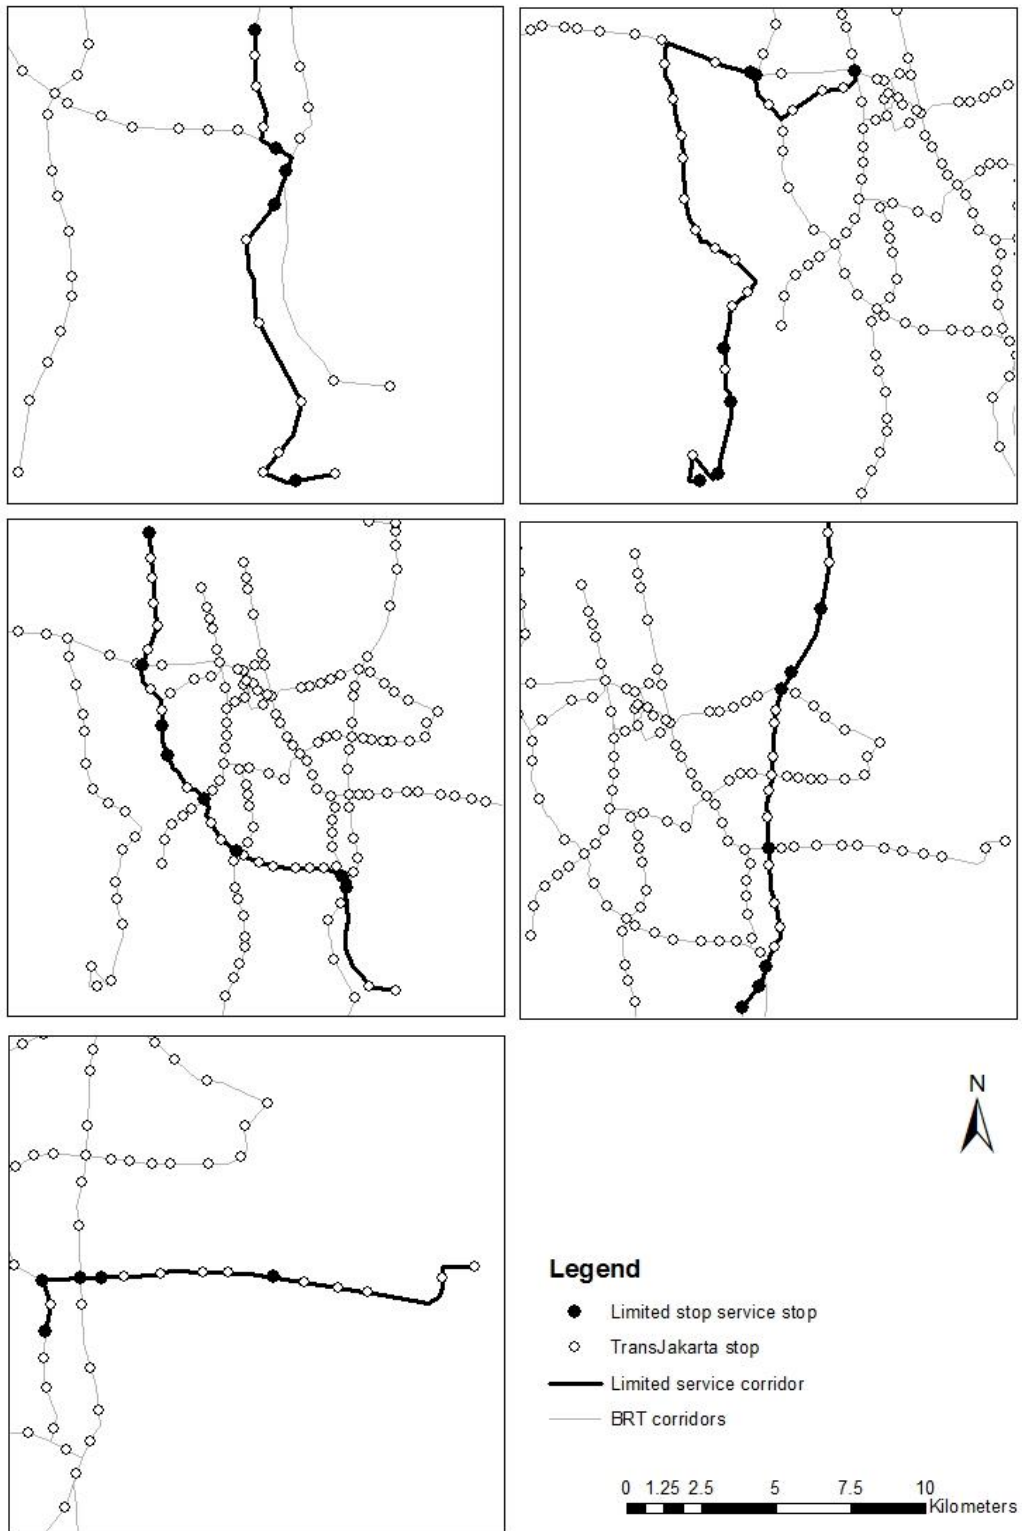 N
Legend
Limited stop service stop
TransJakarta stop
Limited service corridor
BRT corridors
0 1.25 2.5 5 7.5 10
Kilometers